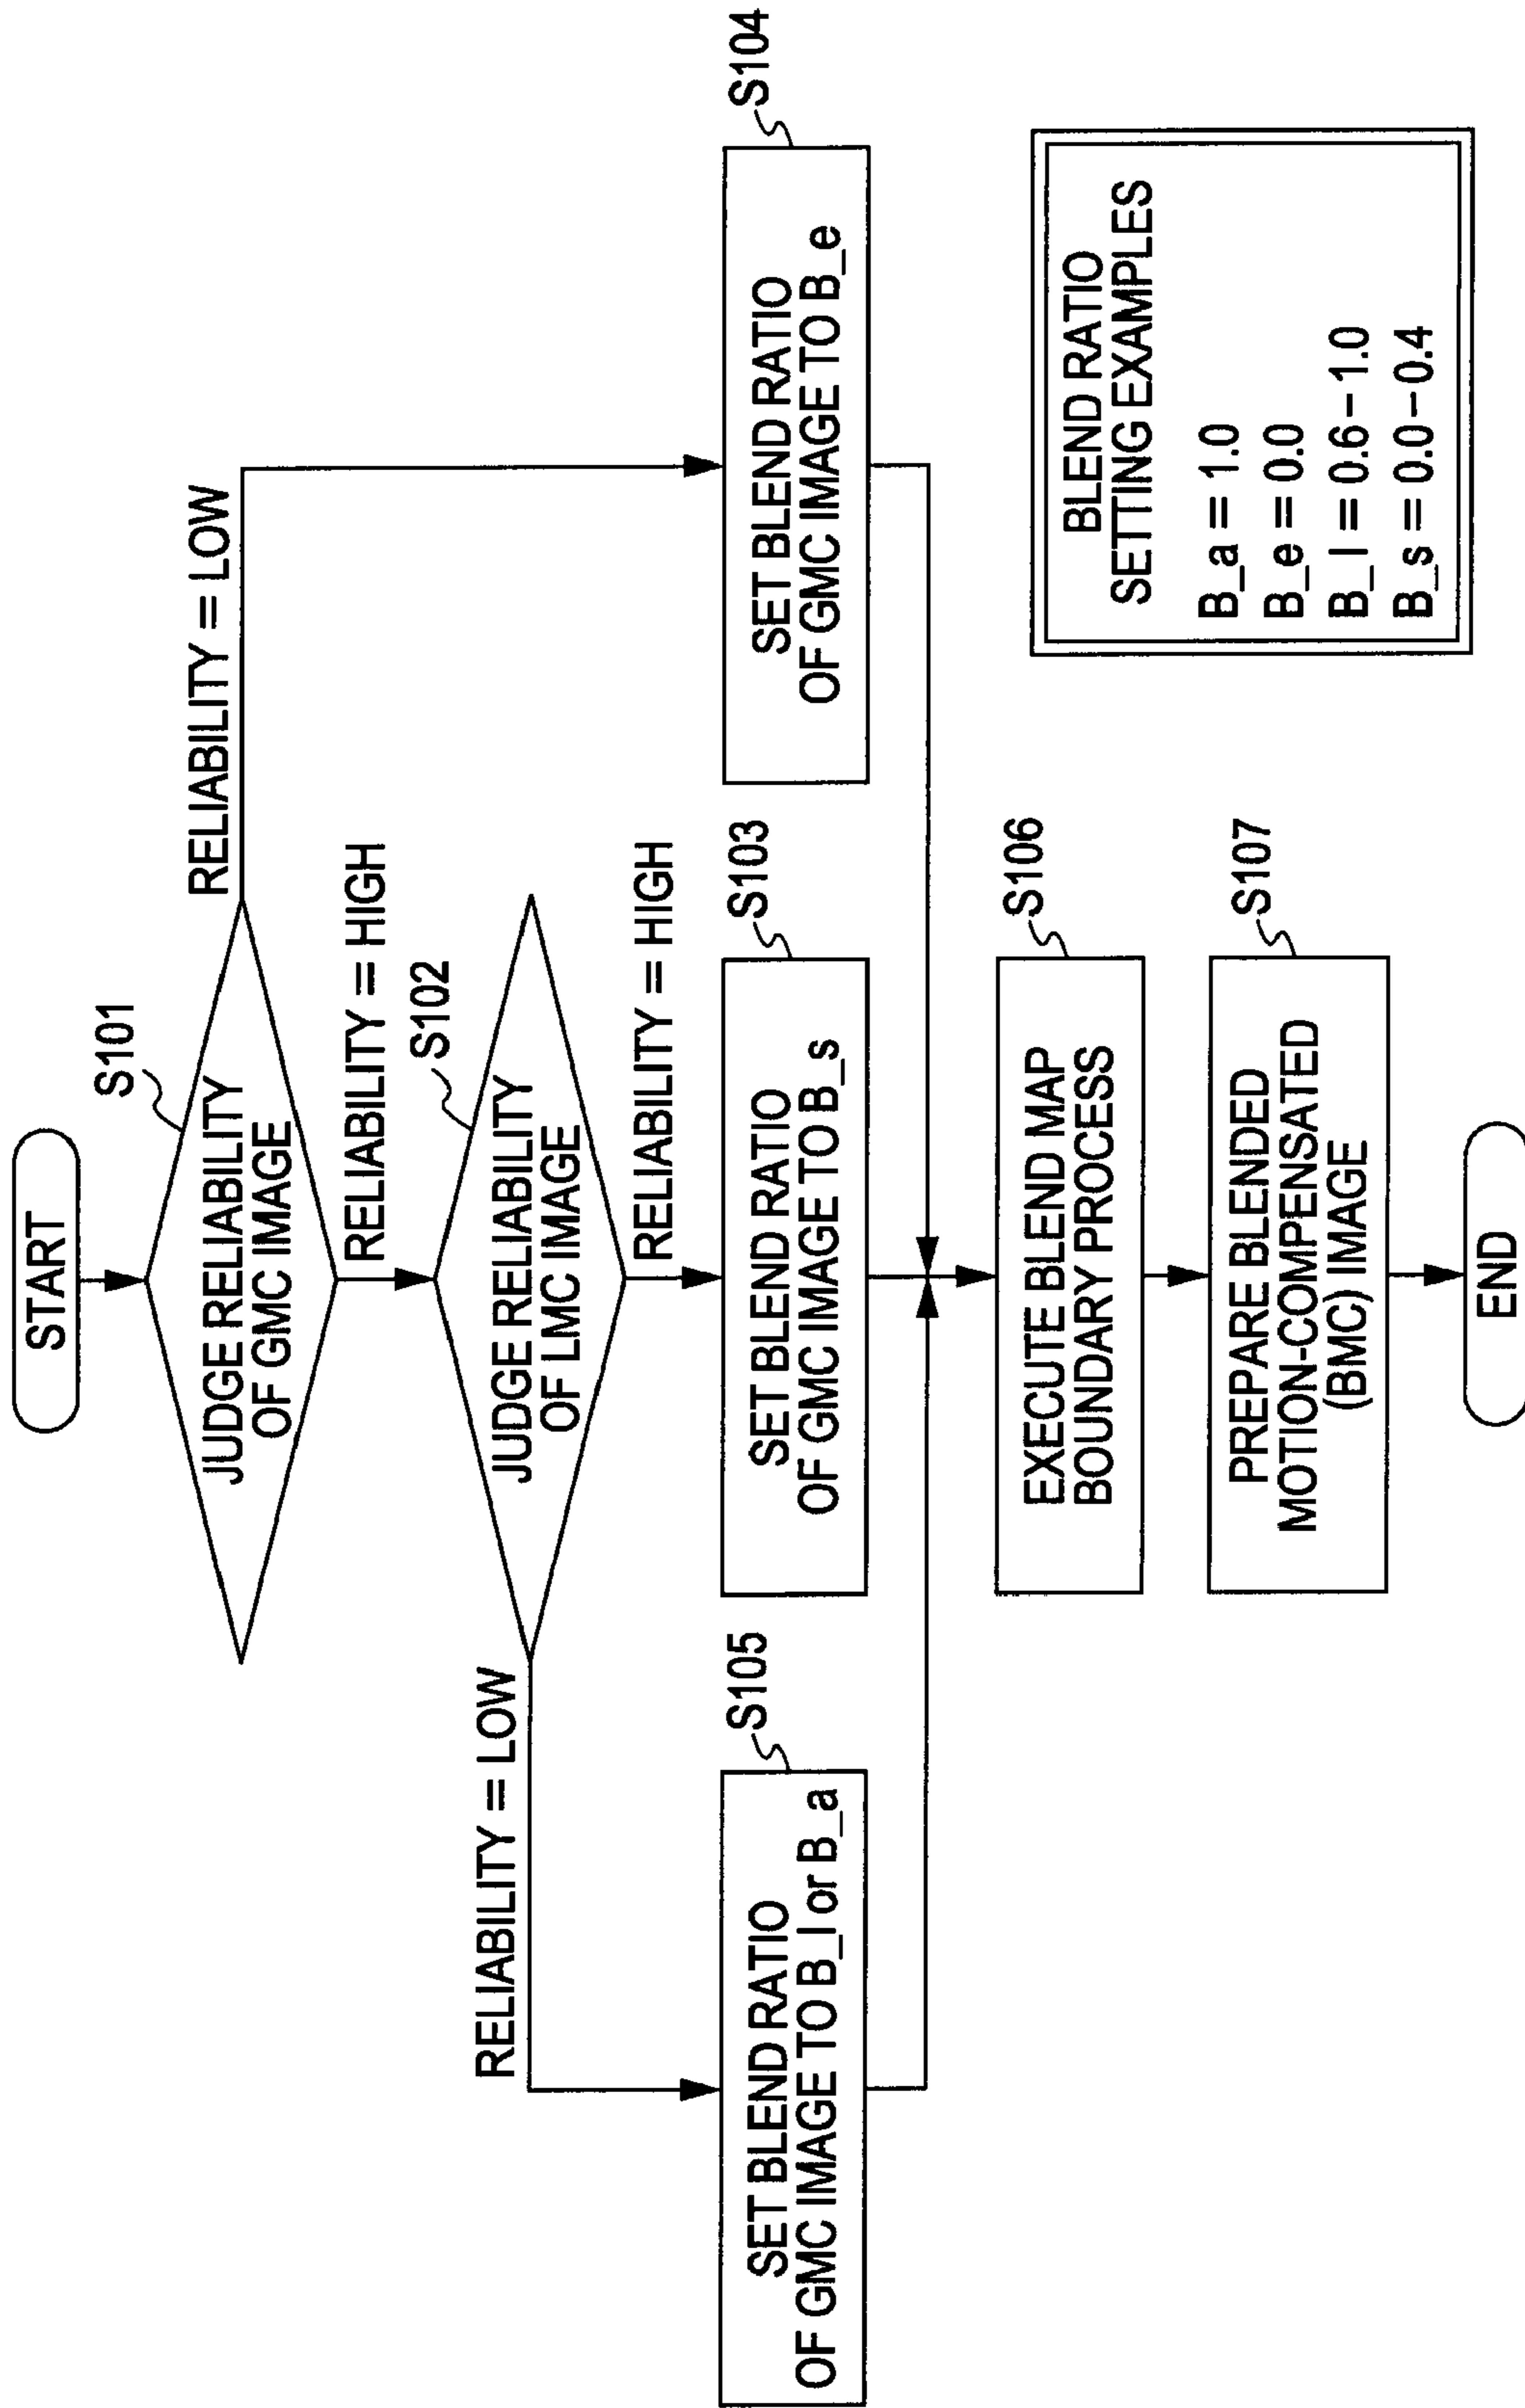 START
S101
JUDGE RELIABILITY
OF GMC IMAGE
RELIABILITY = LOW
RELIABILITY = HIGH
S102
JUDGE RELIABILITY
OF LMC IMAGE
RELIABILITY = LOW
RELIABILITY = HIGH
S105
SET BLEND RATIO
OF GMC IMAGE TO B_l or B_a
S103
SET BLEND RATIO
OF GMC IMAGE TO B_s
S104
SET BLEND RATIO
OF GMC IMAGE TO B_e
S106
EXECUTE BLEND MAP
BOUNDARY PROCESS
S107
PREPARE BLENDED
MOTION-COMPENSATED
(BMC) IMAGE
END
BLEND RATIO
SETTING EXAMPLES
B_a = 1.0
B_e = 0.0
B_l = 0.6-1.0
B_s = 0.0-0.4